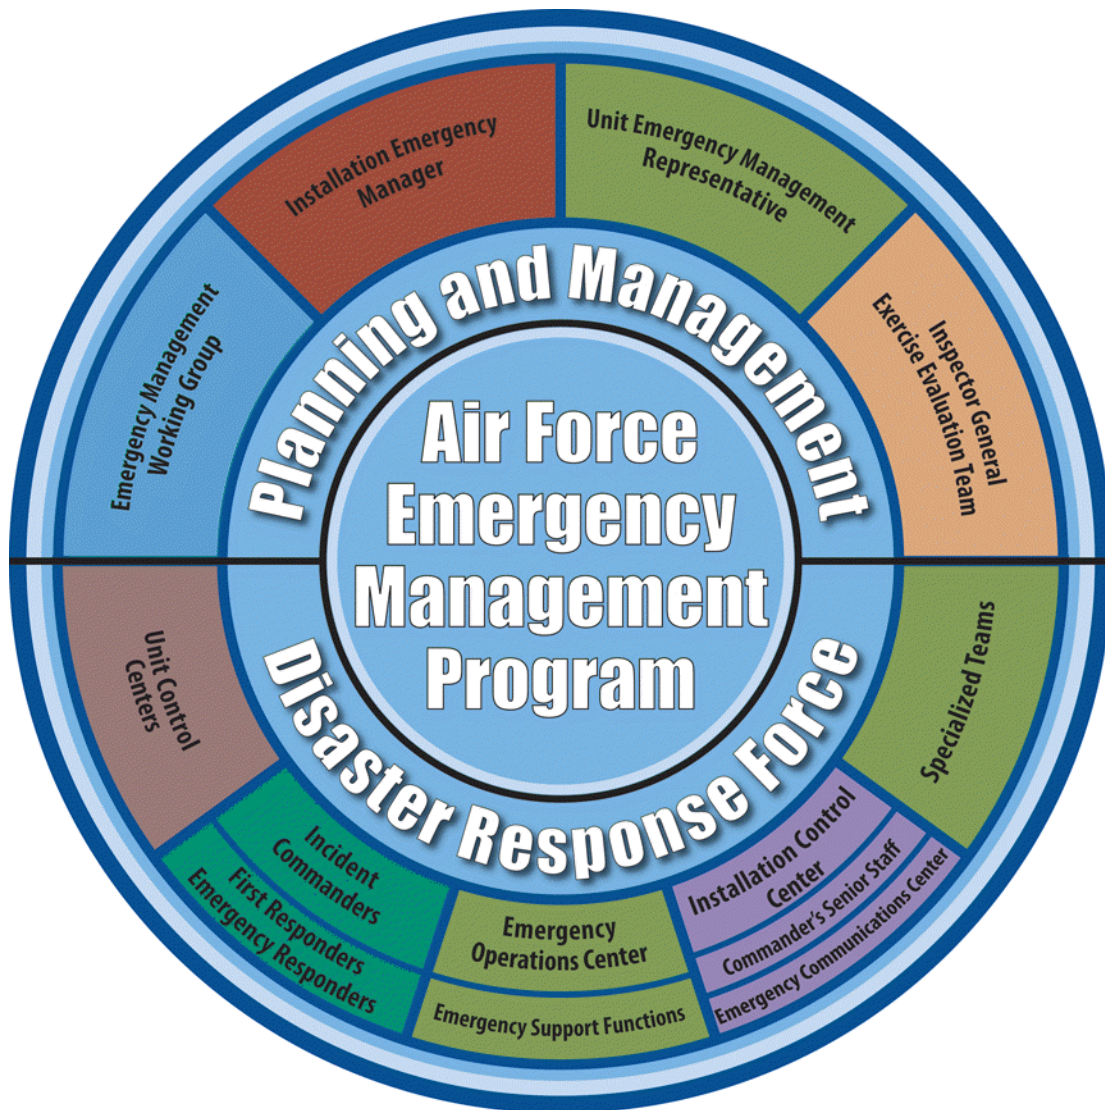 Installation Emergency
Manager
Unit Emergency Management
Representative
Emergency Management
Working Group
Inspector General
Exercise Evaluation Team
Planning and Management
Air Force
Emergency
Management
Program
Disaster Response Force
Unit Control
Centers
Incident
Commanders
First Responders
Emergency Responders
Emergency
Operations Center
Emergency Support Functions
Installation Control
Center
Commander's Senior Staff
Emergency Communications Center
Specialized Teams